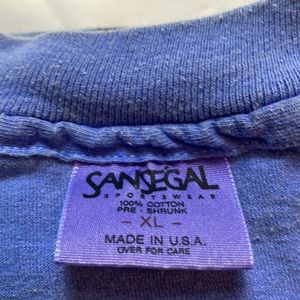 SANSEGAL
SPORTSWEAR
100% COTTON
PRE - SHRUNK
- XL -
MADE IN U.S.A.
OVER FOR CARE